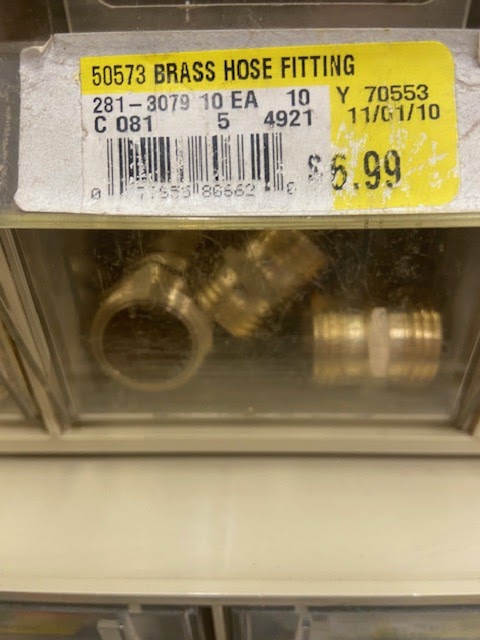 50573 BRASS HOSE FITTING
281-3079 10 EA 10 Y 70553
C 081 5 4921 11/01/10
$6.99